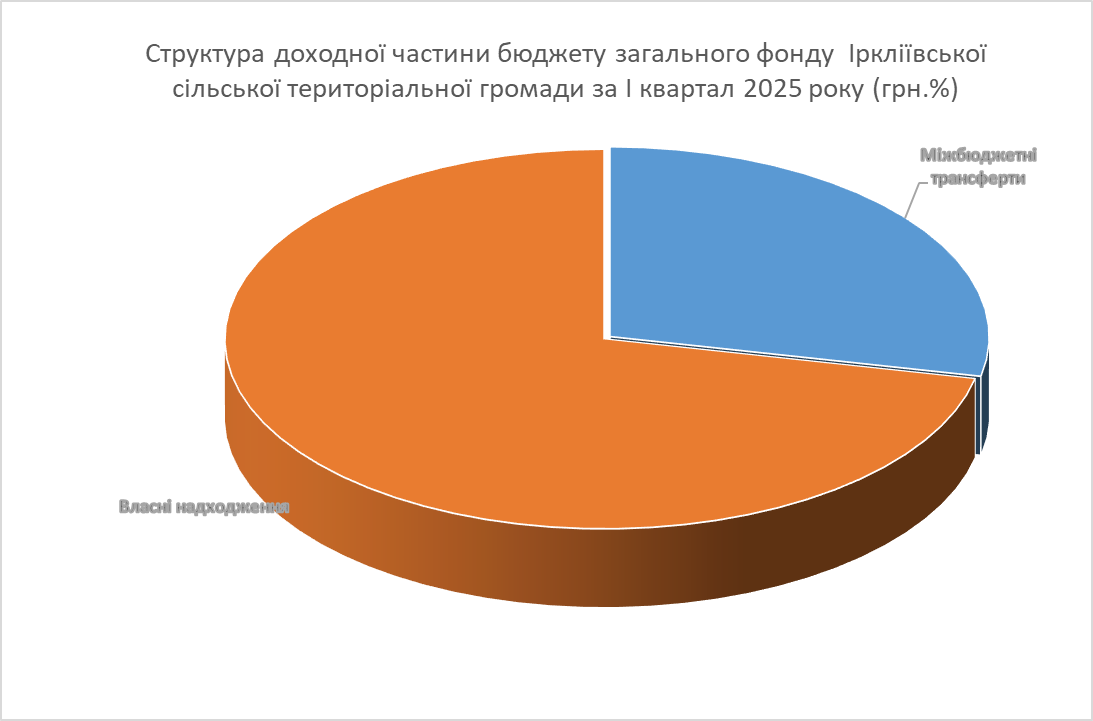 Структура доходної частини бюджету загального фонду  Іркліївської
сільської територіальної громади за І квартал 2025 року (грн.%)
Міжбюджетні
трансферти
Власні надходження